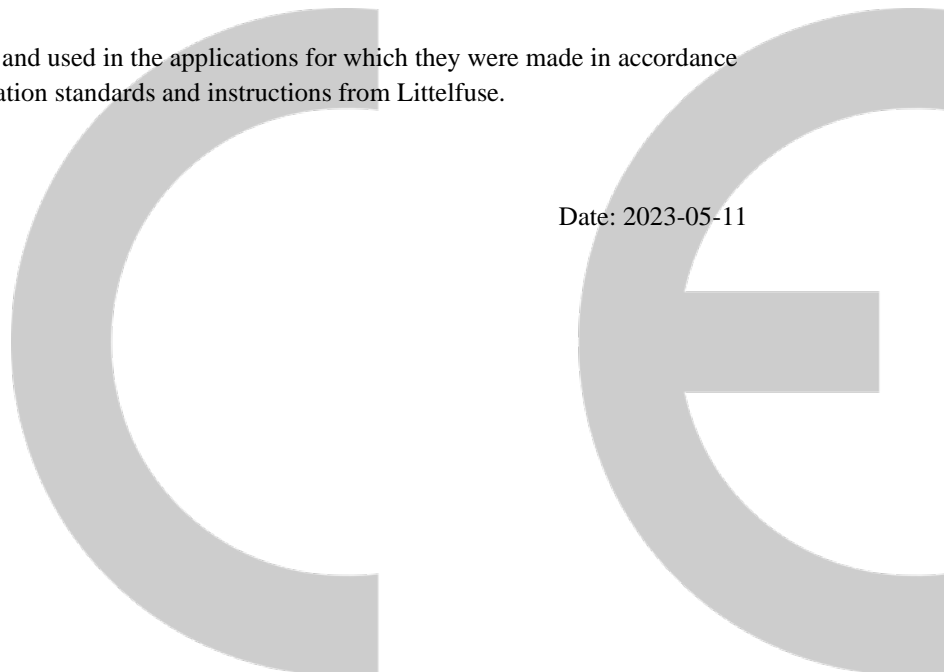 and used in the applications for which they were made in accordance
ation standards and instructions from Littelfuse.
Date: 2023-05-11
CE